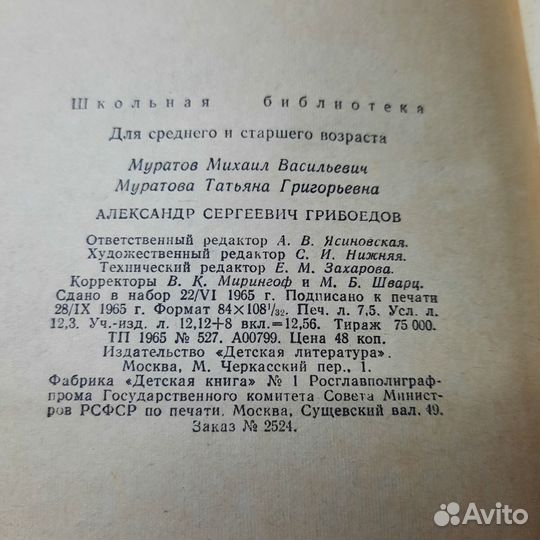 Школьная библиотека
Для среднего и старшего возраста
Муратов Михаил Васильевич
Муратова Татьяна Григорьевна
АЛЕКСАНДР СЕРГЕЕВИЧ ГРИБОЕДОВ
Ответственный редактор А. В. Ясиновская.
Художественный редактор С. И. Нижняя.
Технический редактор Е. М. Захарова.
Корректоры В. К. Мирингоф и М. Б. Шварц.
Сдано в набор 22/VI 1965 г. Подписано к печати
28/IX 1965 г. Формат 84×108¹/₃₂. Печ. л. 7,5. Усл. л.
12,3. Уч.-изд. л. 12,12+8 вкл.=12,56. Тираж 75 000.
ТП 1965 № 527. А00799. Цена 48 коп.
Издательство «Детская литература».
Москва, М. Черкасский пер., 1.
Фабрика «Детская книга» № 1 Росглавполиграф-
прома Государственного комитета Совета Минист-
ров РСФСР по печати. Москва, Сущевский вал, 49.
Заказ № 2524.
Avito